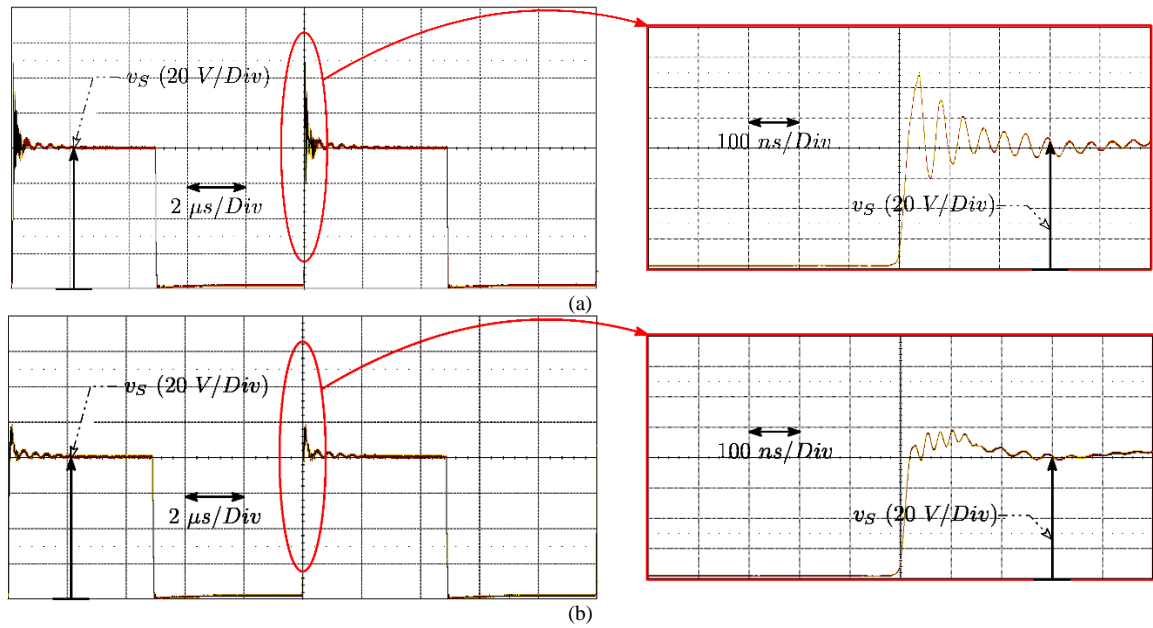 v_S (20 V/Div)
2 μs/Div
100 ns/Div
v_S (20 V/Div)
(a)
v_S (20 V/Div)
2 μs/Div
100 ns/Div
v_S (20 V/Div)
(b)